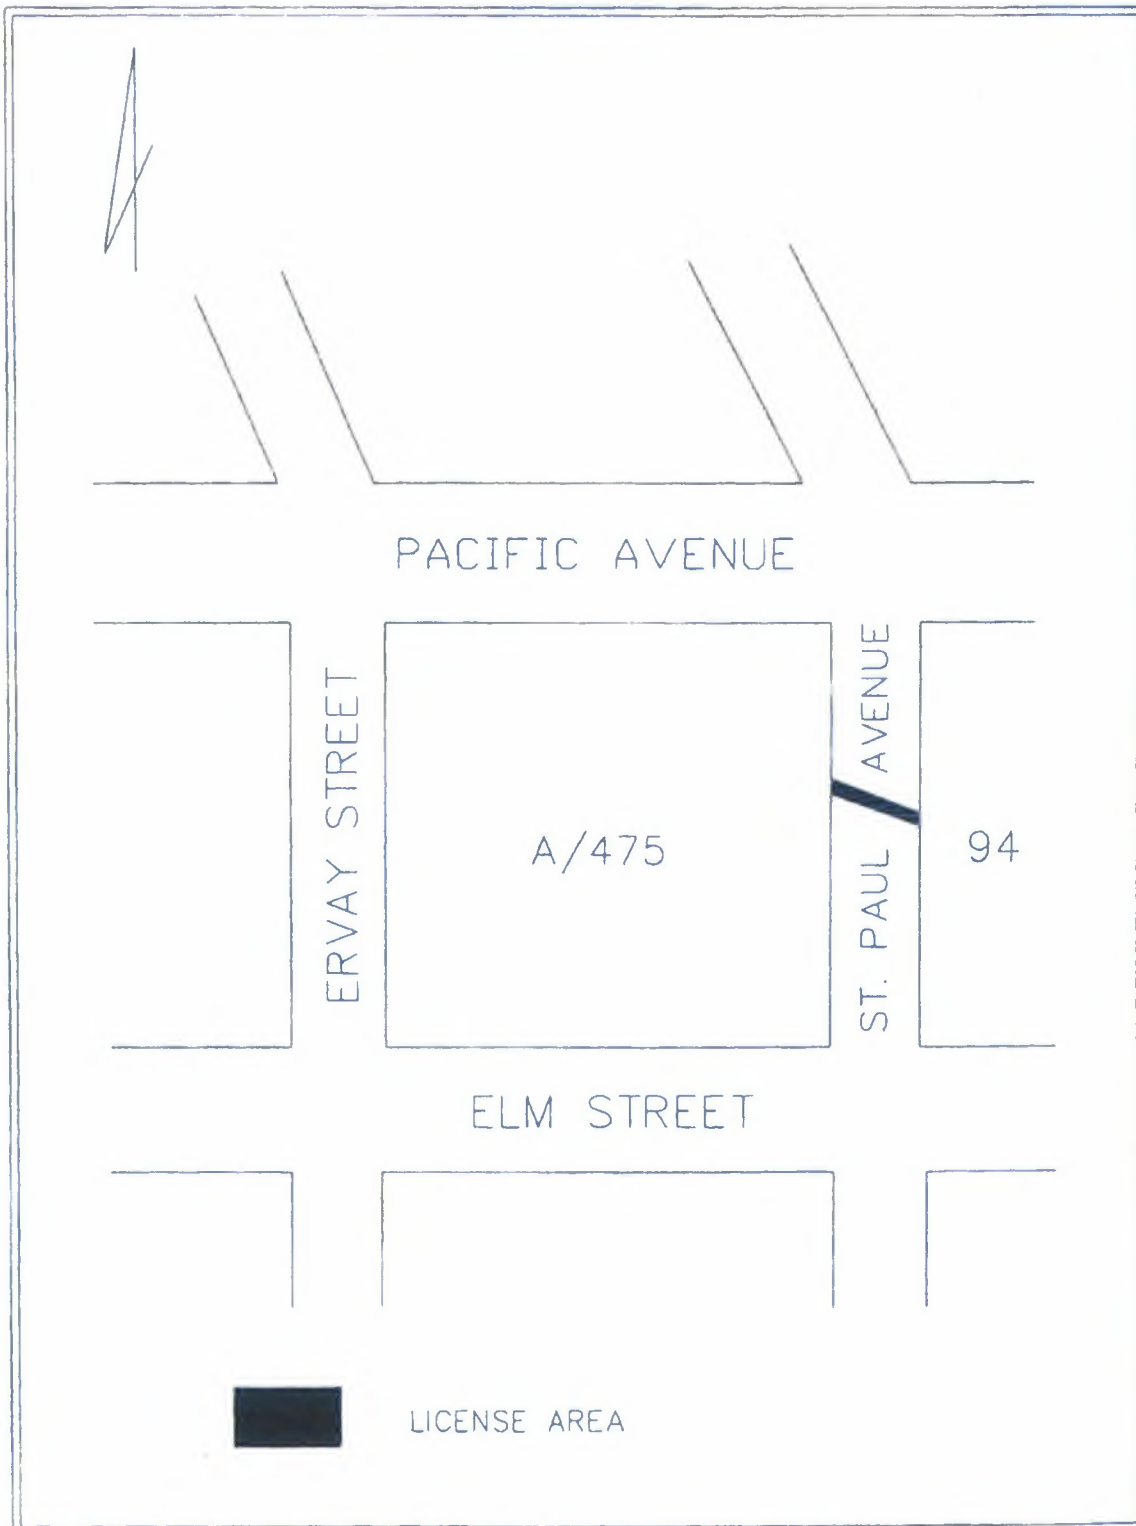 PACIFIC AVENUE
ERVAY STREET
ST. PAUL AVENUE
A/475
94
ELM STREET
LICENSE AREA